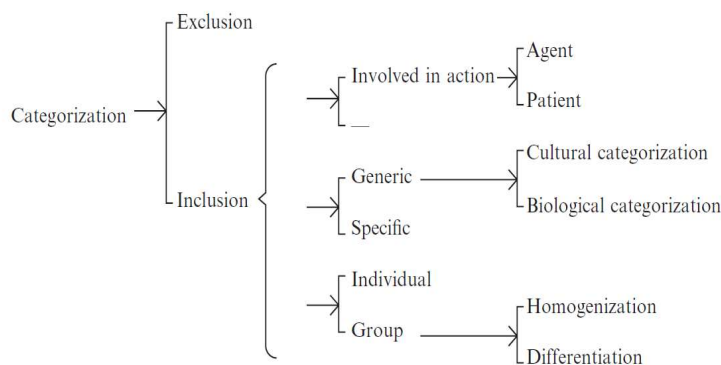 Exclusion
Agent
Involved in action
Patient
Categorization
—
Cultural categorization
Generic
Biological categorization
Inclusion
Specific
Individual
Homogenization
Group
Differentiation